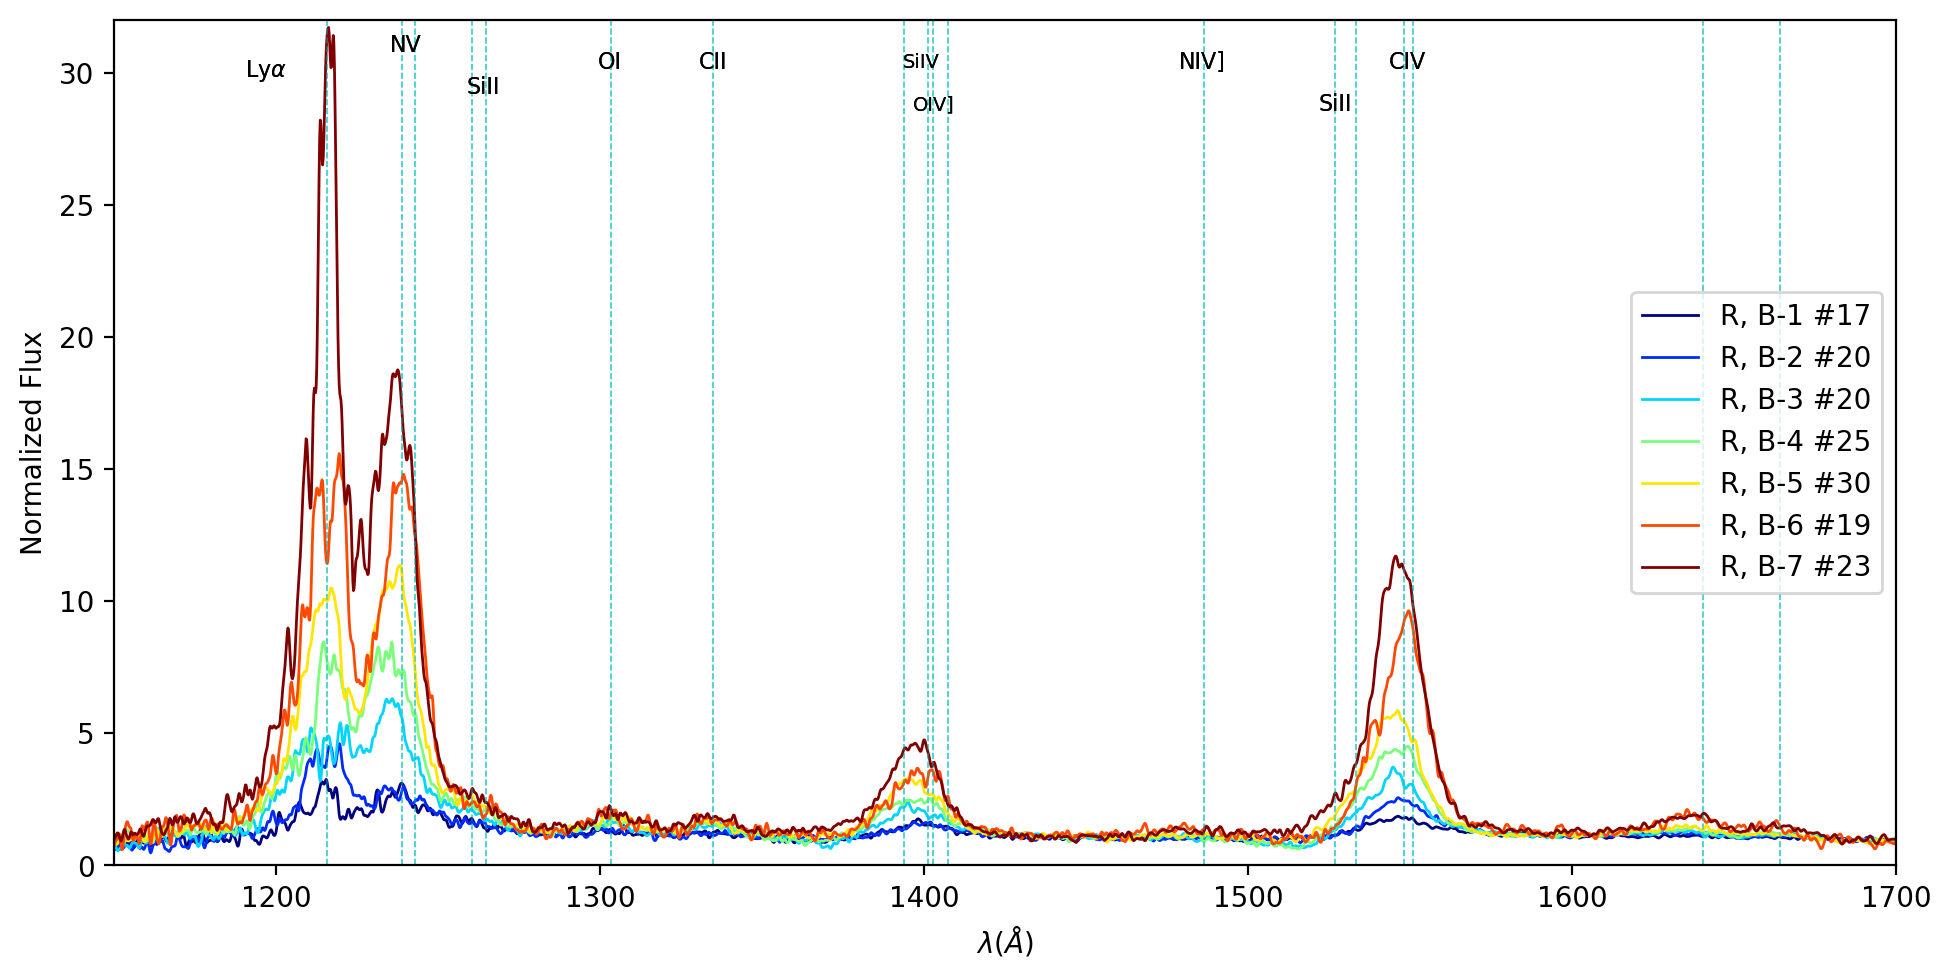 NV
Lyα
SiII
OI
CII
SiIV
OIV]
NIV]
SiII
CIV
30
25
20
15
10
5
0
Normalized Flux
R, B-1 #17
R, B-2 #20
R, B-3 #20
R, B-4 #25
R, B-5 #30
R, B-6 #19
R, B-7 #23
1200 1300 1400 1500 1600 1700
λ(Å)